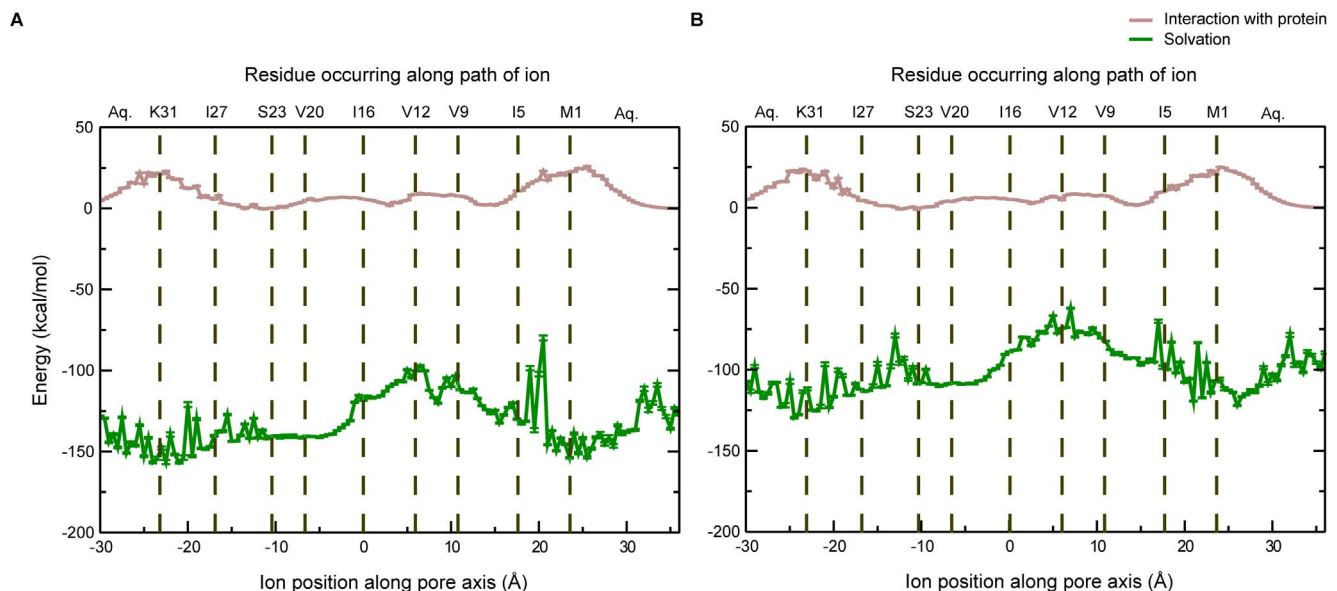 A
B
Interaction with protein
Solvation
Residue occurring along path of ion
Residue occurring along path of ion
Aq. K31 I27 S23 V20 I16 V12 V9 I5 M1 Aq.
Aq. K31 I27 S23 V20 I16 V12 V9 I5 M1 Aq.
50
0
-50
-100
-150
-200
50
0
-50
-100
-150
-200
Energy (kcal/mol)
-30 -20 -10 0 10 20 30
-30 -20 -10 0 10 20 30
Ion position along pore axis (Å)
Ion position along pore axis (Å)